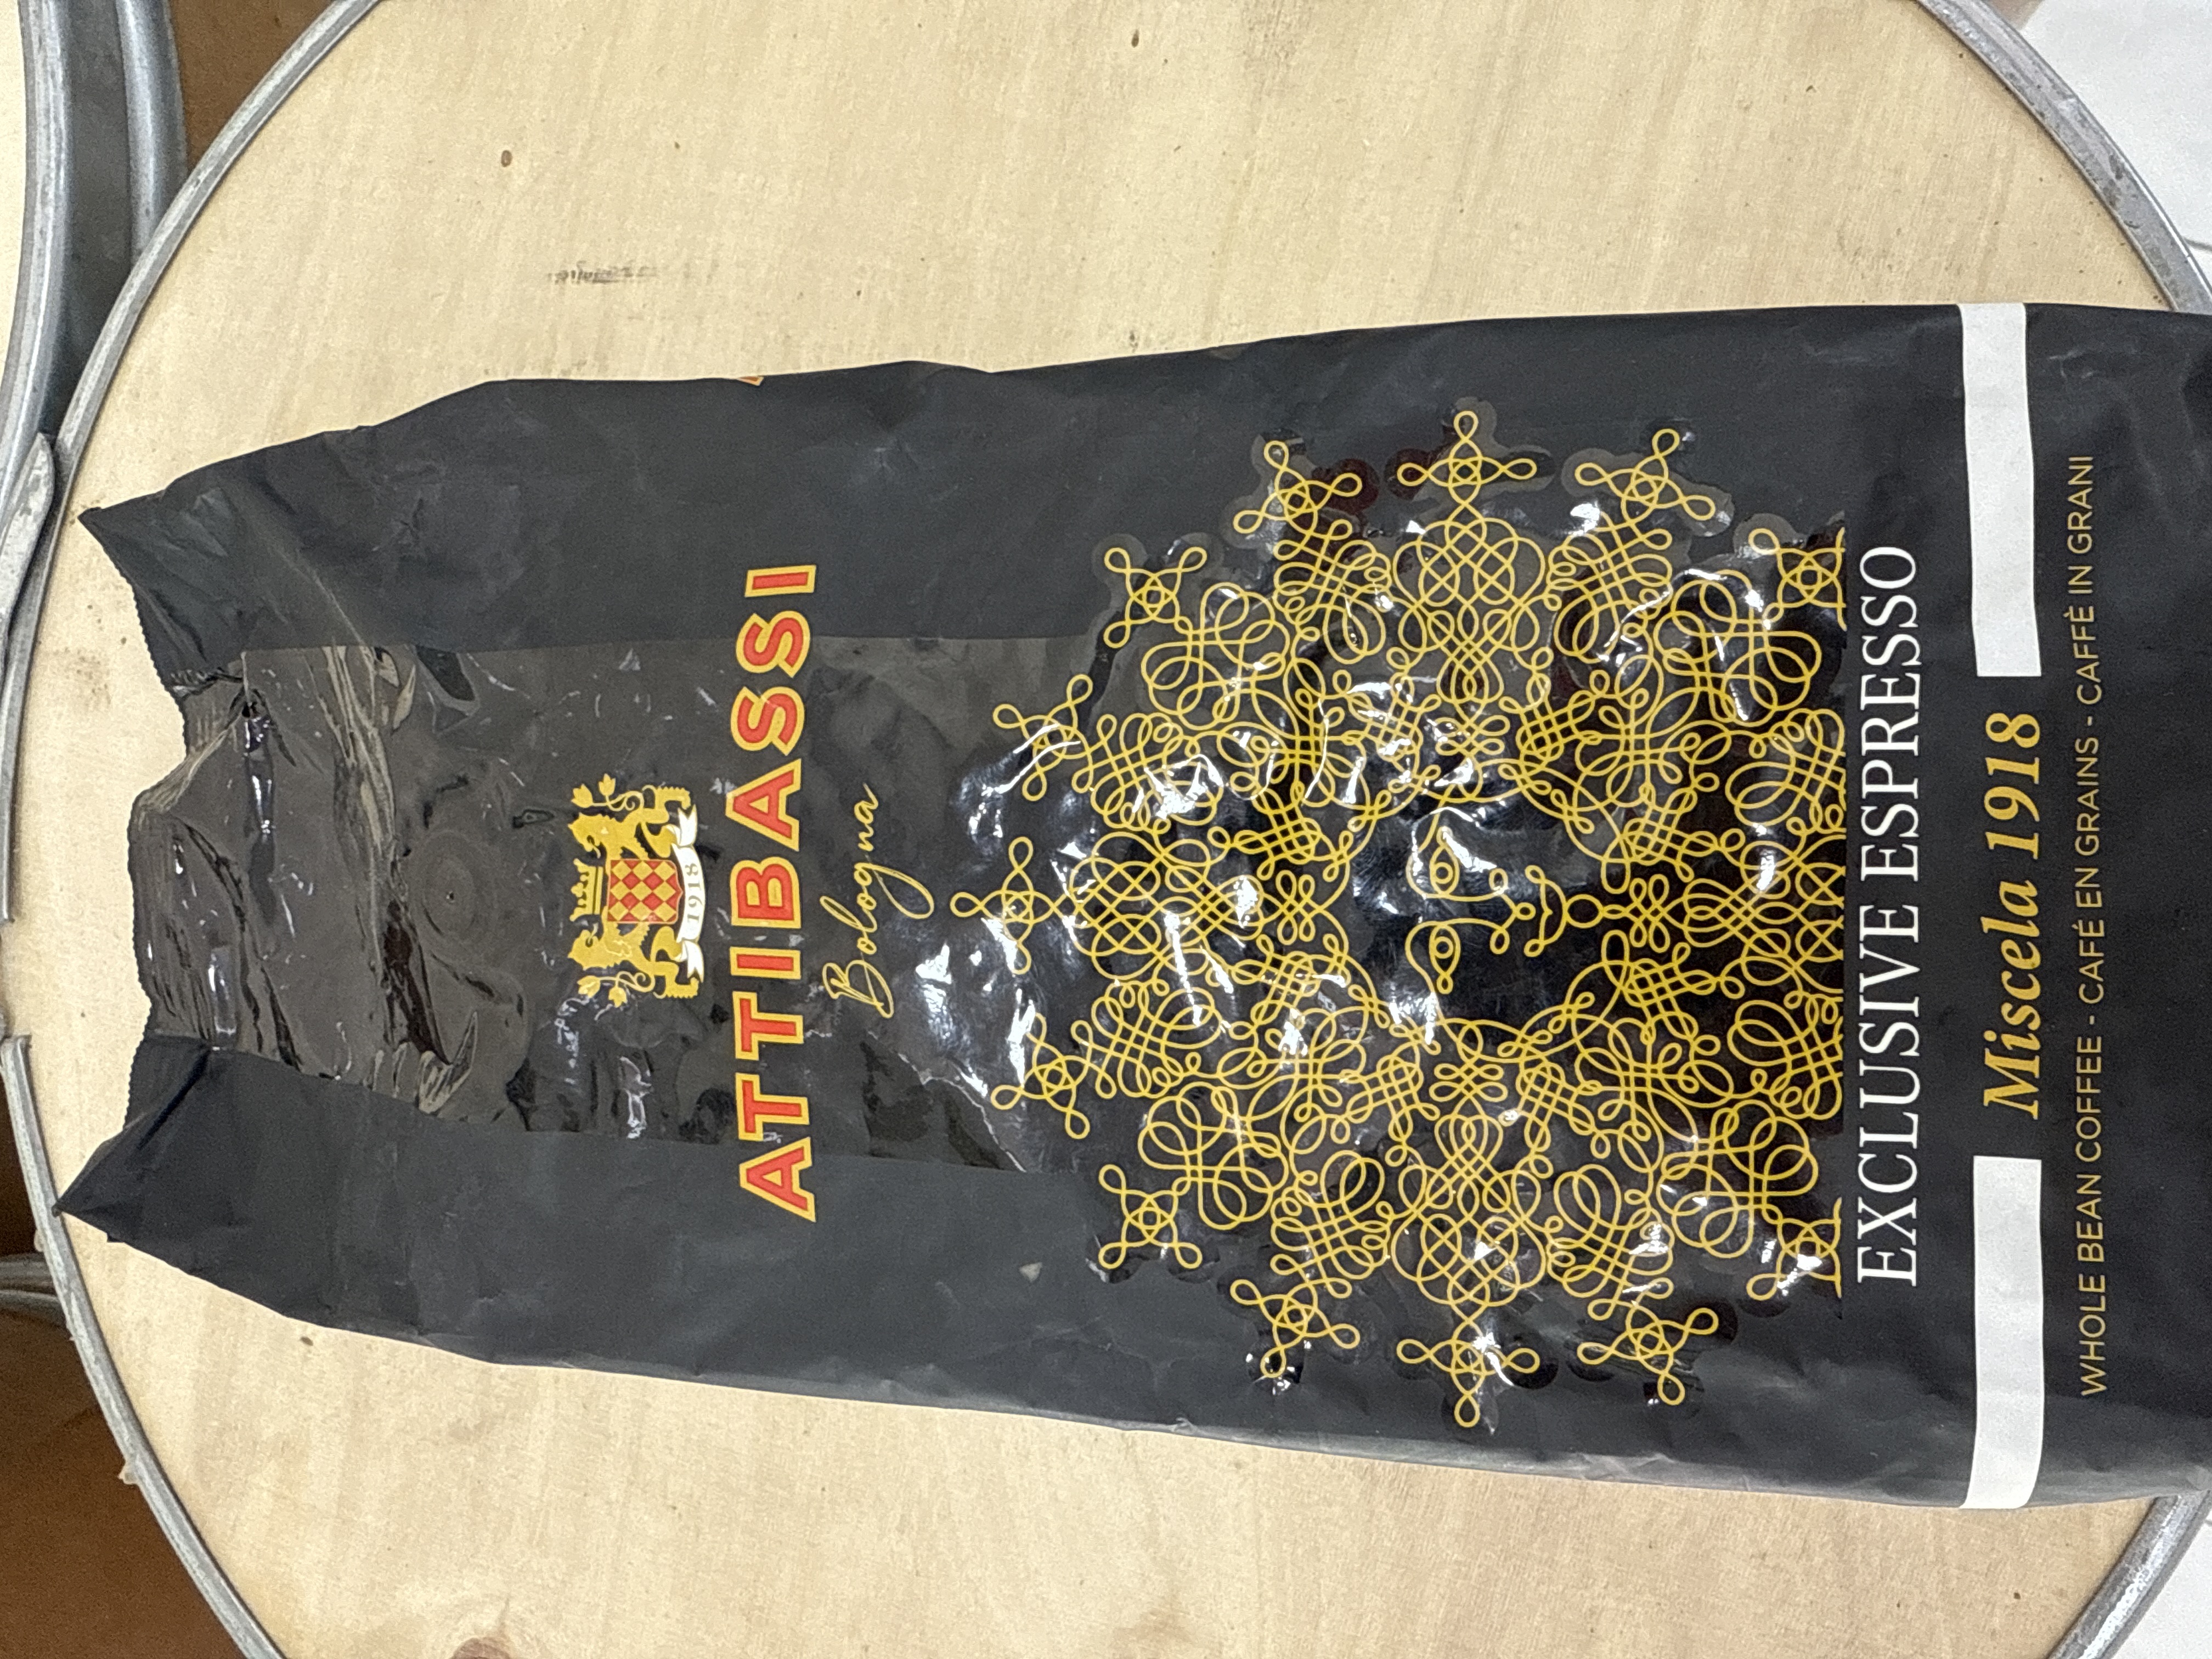 1918
ATTIBASSI
Bologna
EXCLUSIVE ESPRESSO
Miscela 1918
WHOLE BEAN COFFEE - CAFÉ EN GRAINS - CAFFÈ IN GRANI